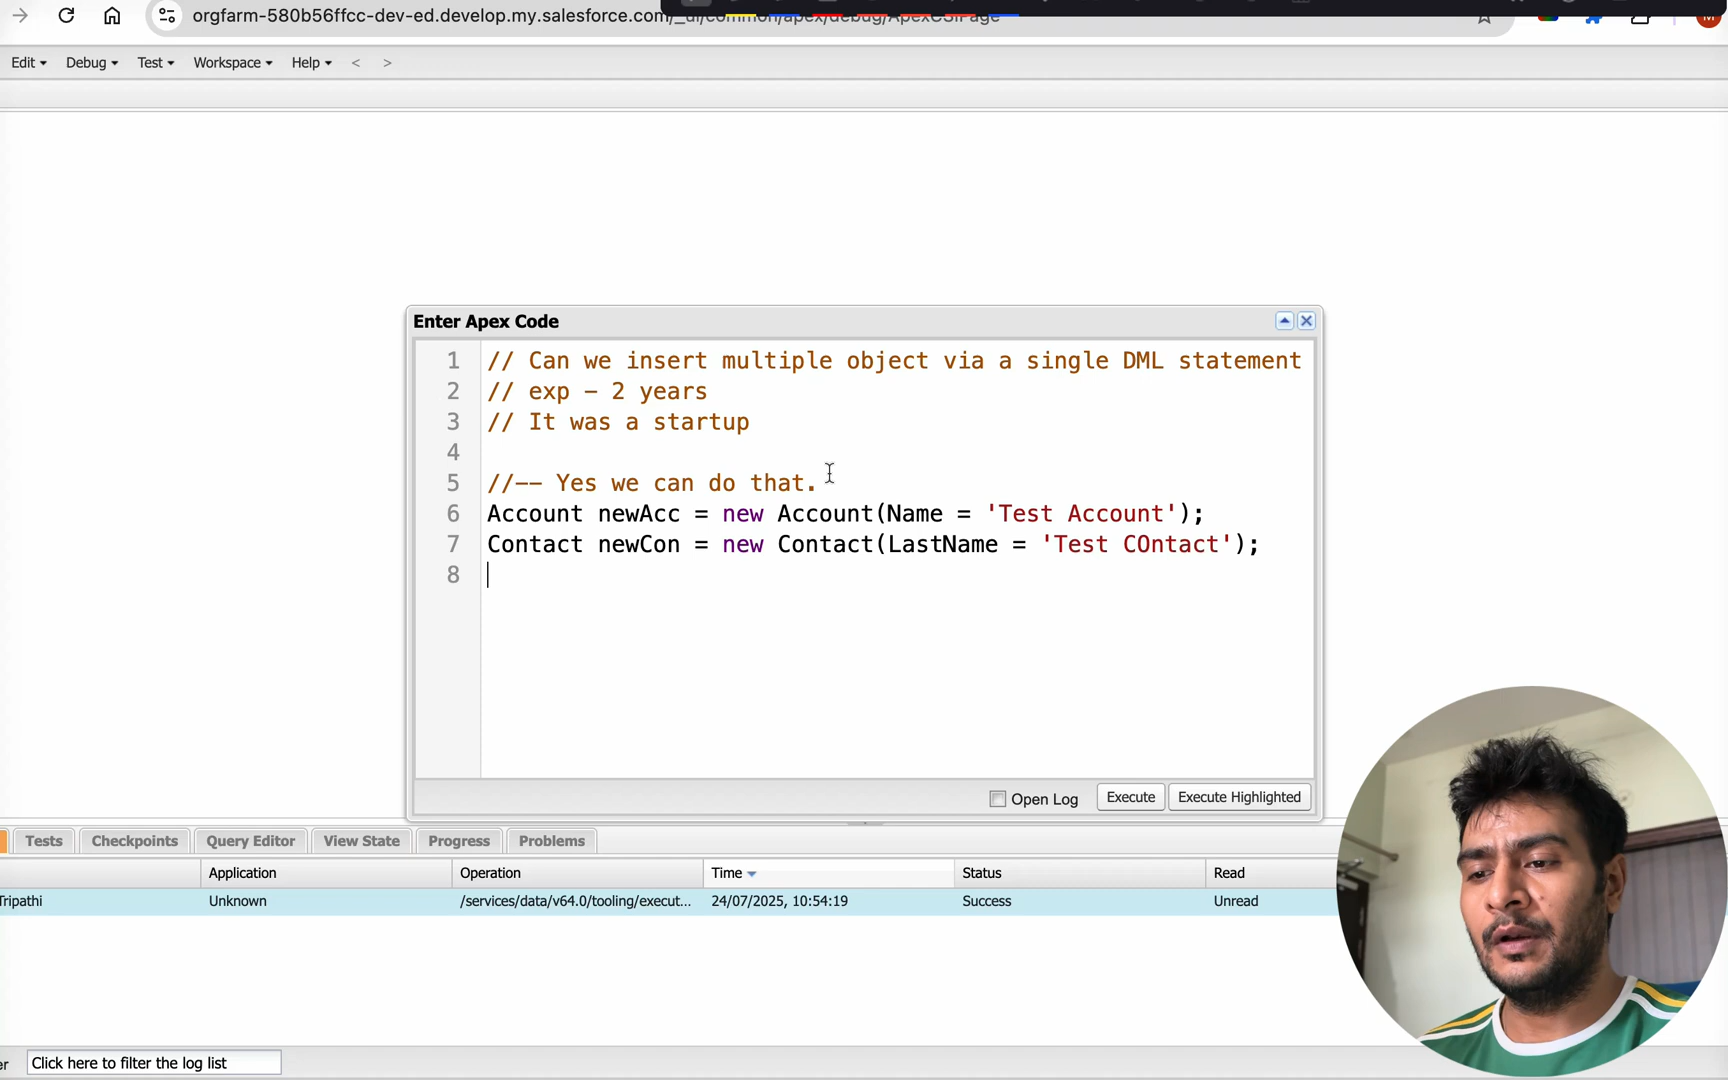 orgfarm-580b56ffcc-dev-ed.develop.my.salesforce.com/_ui/common/apex/debug/ApexCSIPage
Edit Debug Test Workspace Help < >
Enter Apex Code
1 // Can we insert multiple object via a single DML statement
2 // exp - 2 years
3 // It was a startup
4
5 //-- Yes we can do that.
6 Account newAcc = new Account(Name = 'Test Account');
7 Contact newCon = new Contact(LastName = 'Test COntact');
8
Open Log Execute Execute Highlighted
Tests Checkpoints Query Editor View State Progress Problems
Application Operation Time Status Read
Tripathi Unknown /services/data/v64.0/tooling/execut... 24/07/2025, 10:54:19 Success Unread
Click here to filter the log list